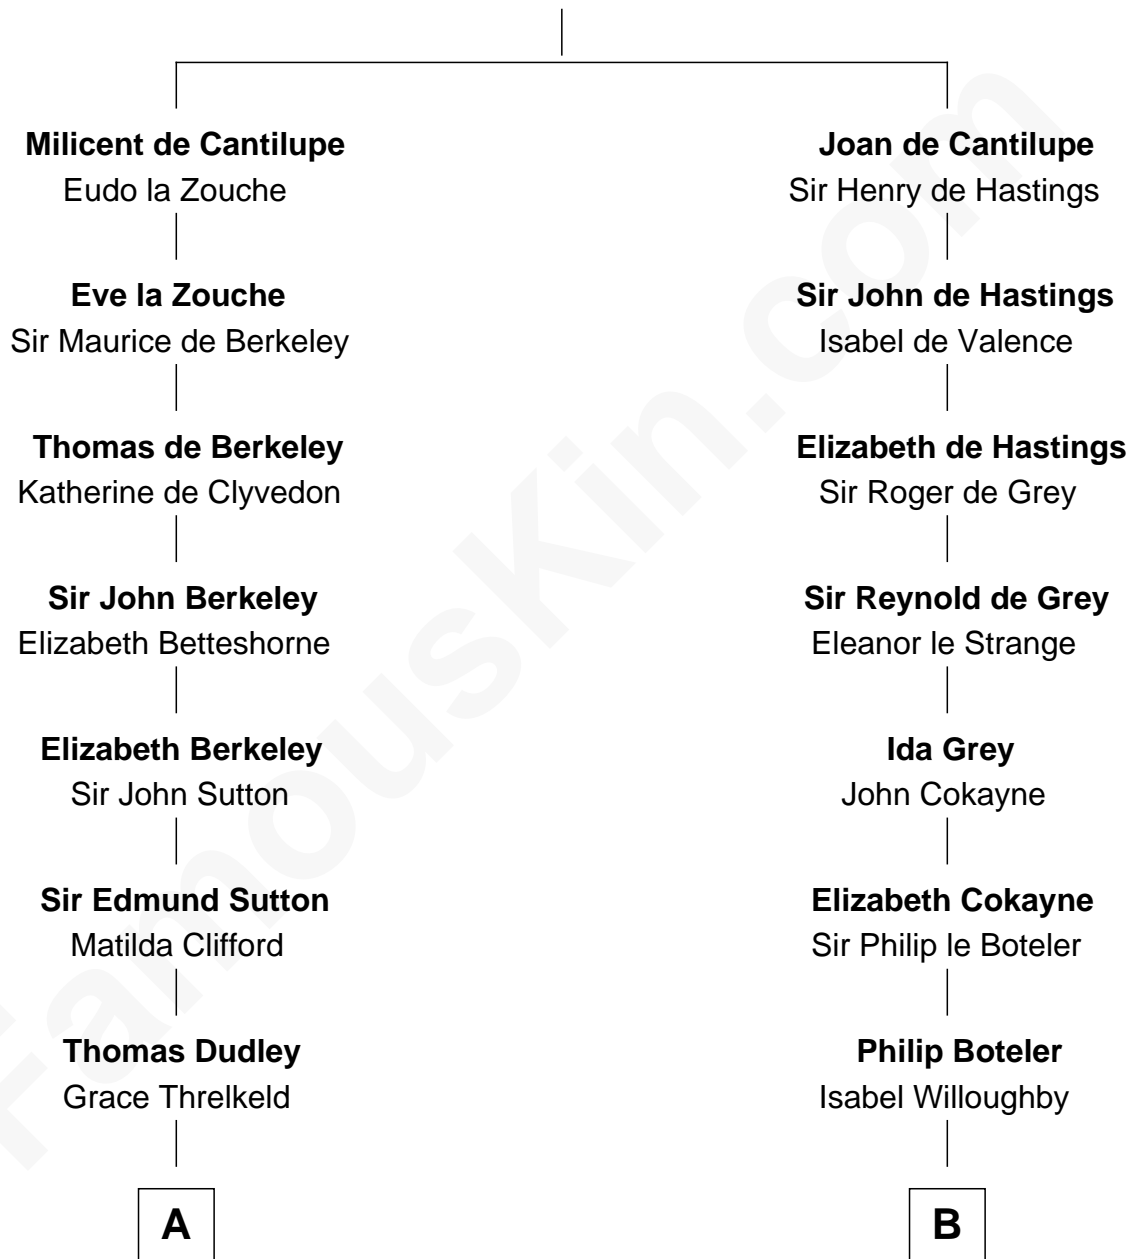 Milicent de Cantilupe
Eudo la Zouche
Eve la Zouche
Sir Maurice de Berkeley
Thomas de Berkeley
Katherine de Clyvedon
Sir John Berkeley
Elizabeth Betteshorne
Elizabeth Berkeley
Sir John Sutton
Sir Edmund Sutton
Matilda Clifford
Thomas Dudley
Grace Threlkeld
A
Joan de Cantilupe
Sir Henry de Hastings
Sir John de Hastings
Isabel de Valence
Elizabeth de Hastings
Sir Roger de Grey
Sir Reynold de Grey
Eleanor le Strange
Ida Grey
John Cokayne
Elizabeth Cokayne
Sir Philip le Boteler
Philip Boteler
Isabel Willoughby
B
FamousKin.com